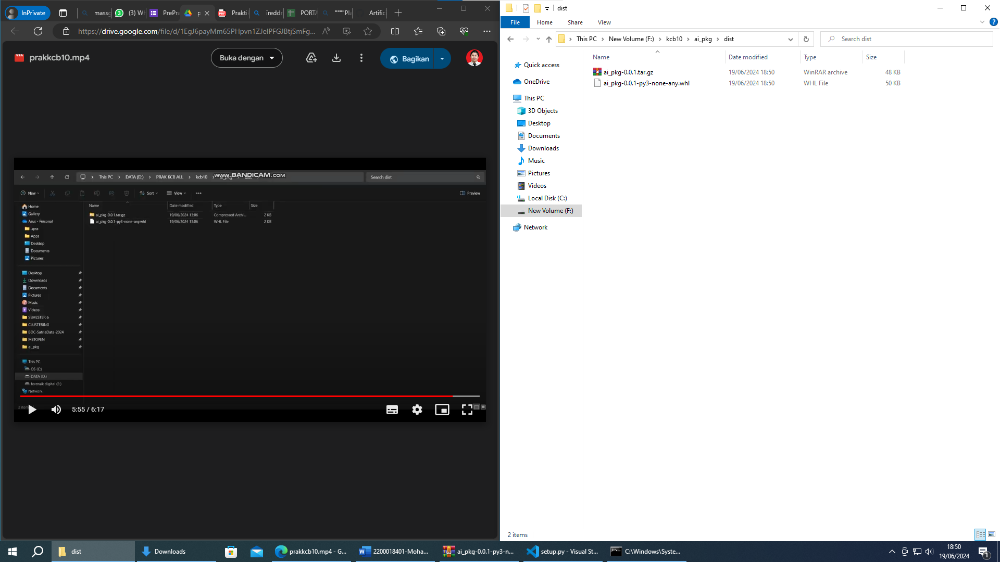 InPrivate
massg
(3) Wh
PrePr
p
Prakti
ireddr
PORTA
""""Pla
Artific
https://drive.google.com/file/d/1EgJ6payMm65PHpvn1ZJeIPFGJBtjSmFg...
prakkcb10.mp4
Buka dengan
Bagikan
www.BANDICAM.com
This PC > DATA (D:) > PRAK KCB ALL > kcb10 >
Search dist
New
Sort
View
Preview
Name
Date modified
Type
Size
ai_pkg-0.0.1.tar.gz
19/06/2024 13:06
Compressed Archi...
2 KB
ai_pkg-0.0.1-py3-none-any.whl
19/06/2024 13:06
WHL File
2 KB
Home
Gallery
Asus - Personal
.spss
Apps
Desktop
Documents
Pictures
Desktop
Downloads
Documents
Pictures
Music
Videos
SEMESTER 6
CLUSTERING
BDC-SatriaData-2024
METOPEN
ai_pkg
This PC
OS (C:)
DATA (D:)
forensik digital (E:)
Network
5:55 / 6:17
dist
File
Home
Share
View
This PC > New Volume (F:) > kcb10 > ai_pkg > dist
Search dist
Quick access
OneDrive
This PC
3D Objects
Desktop
Documents
Downloads
Music
Pictures
Videos
Local Disk (C:)
New Volume (F:)
Network
Name
Date modified
Type
Size
ai_pkg-0.0.1.tar.gz
19/06/2024 18:50
WinRAR archive
48 KB
ai_pkg-0.0.1-py3-none-any.whl
19/06/2024 18:50
WHL File
50 KB
2 items
dist
Downloads
prakkcb10.mp4 - G...
2200018401-Moha...
ai_pkg-0.0.1-py3-n...
setup.py - Visual St...
C:\Windows\Syste...
18:50
19/06/2024
1